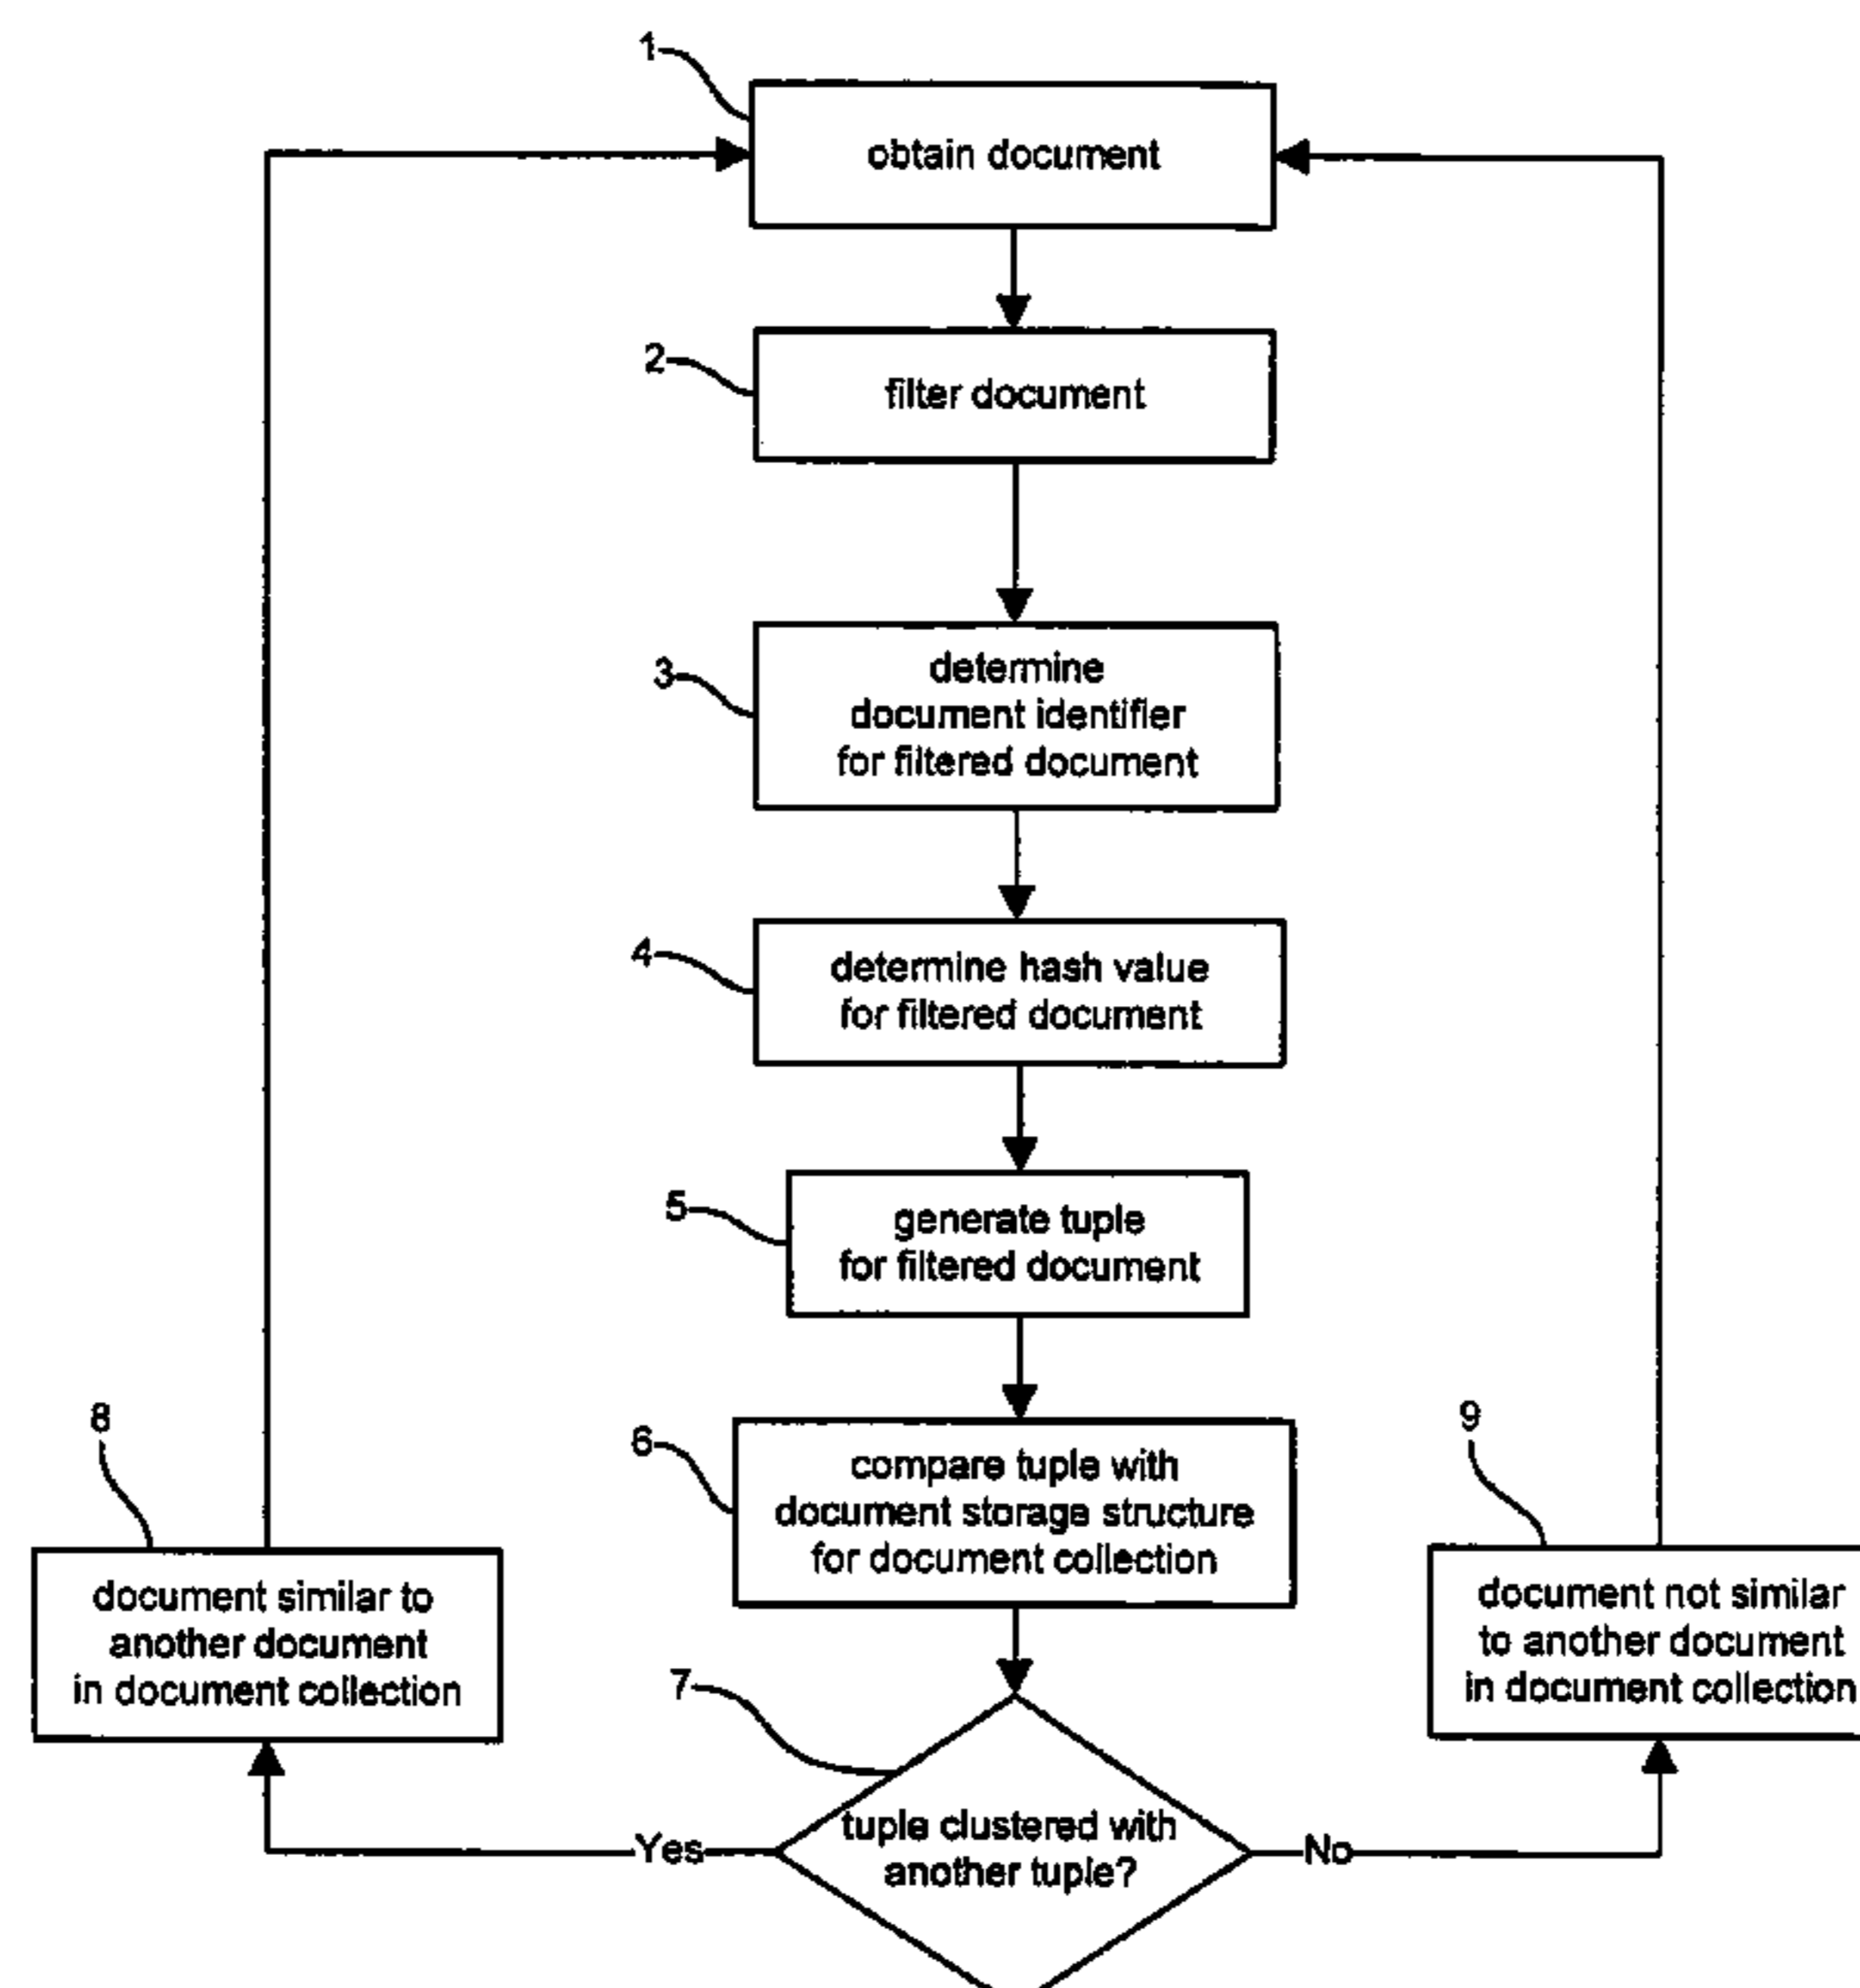 1
obtain document
2
filter document
3
determine
document identifier
for filtered document
4
determine hash value
for filtered document
5
generate tuple
for filtered document
6
compare tuple with
document storage structure
for document collection
8
document similar to
another document
in document collection
9
document not similar
to another document
in document collection
7
tuple clustered with
another tuple?
Yes
No